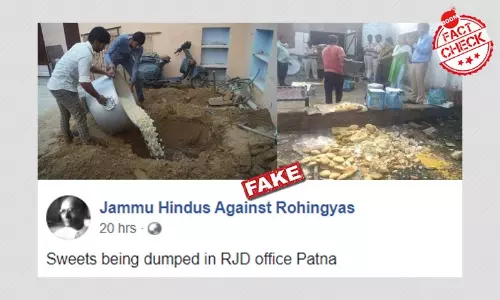 BOOM
FACT
CHECK
FAKE
Jammu Hindus Against Rohingyas
20 hrs ·
Sweets being dumped in RJD office Patna